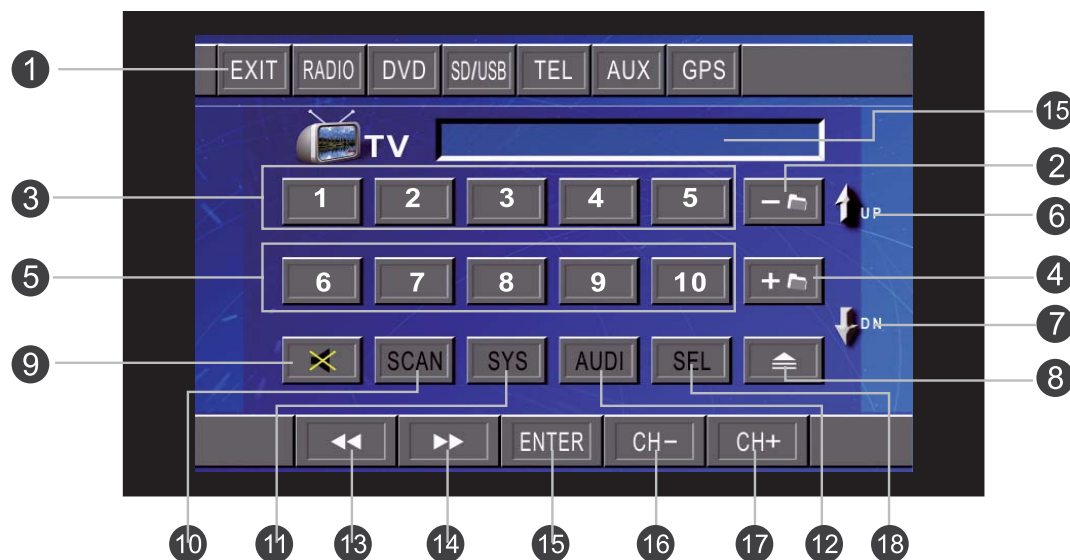 1 EXIT RADIO DVD SD/USB TEL AUX GPS
TV 15
3 1 2 3 4 5 − 2
UP 6
5 6 7 8 9 10 + 4
DN 7
9 SCAN SYS AUDI SEL 8
ENTER CH− CH+
10 11 13 14 15 16 17 12 18